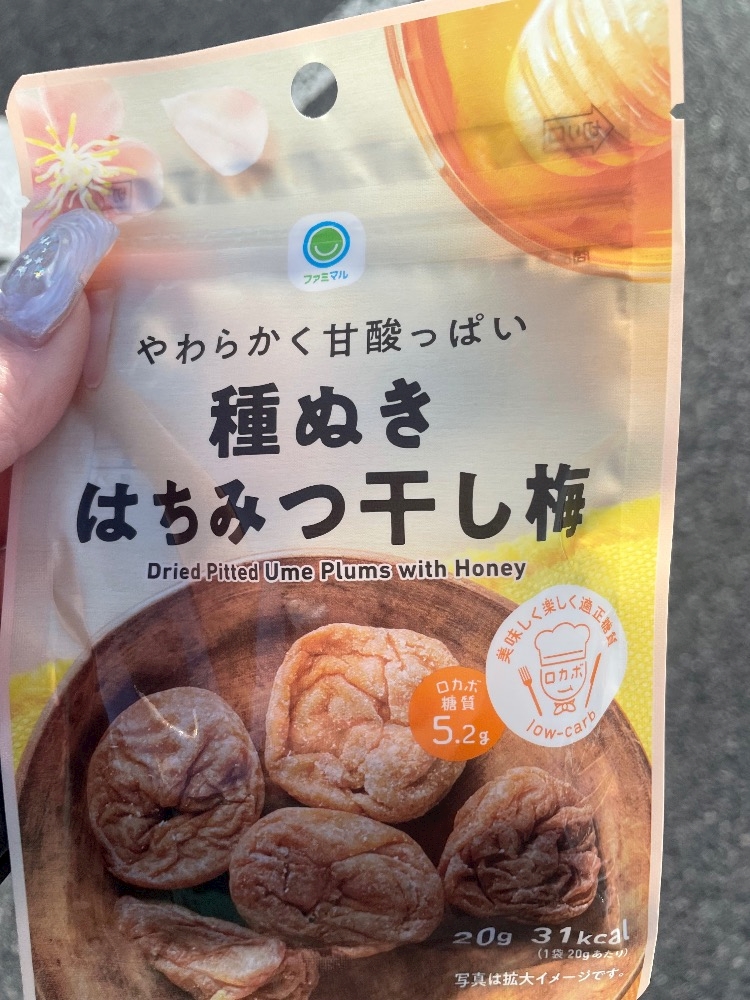 切り口
ファミマル
やわらかく甘酸っぱい
種ぬき
はちみつ干し梅
Dried Pitted Ume Plums with Honey
美味しく楽しく適正糖質
ロカボ
low-carb
ロカボ
糖質
5.2g
20g 31kcal
(1袋 20gあたり)
写真は拡大イメージです。